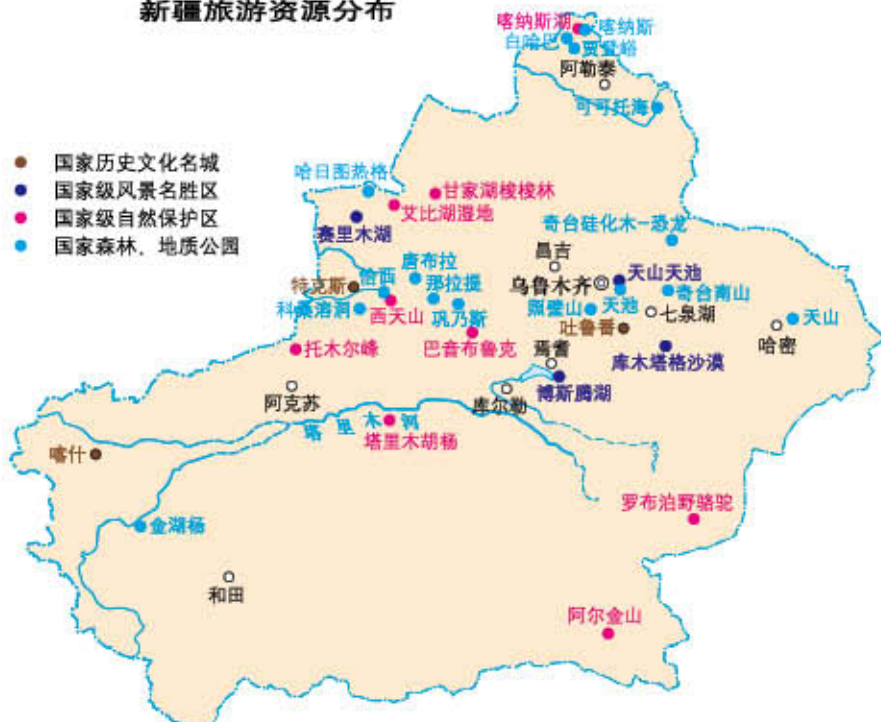 新疆旅游资源分布
喀纳斯湖
喀纳斯
白哈巴
贾登峪
阿勒泰
可可托海
国家历史文化名城
国家级风景名胜区
国家级自然保护区
国家森林、地质公园
哈日图热格
甘家湖梭梭林
艾比湖湿地
赛里木湖
奇台硅化木-恐龙
昌吉
唐布拉
乌鲁木齐
天山天池
特克斯
恰西
那拉提
奇台南山
科桑溶洞
西天山
巩乃斯
照壁山
天池
七泉湖
天山
吐鲁番
哈密
托木尔峰
巴音布鲁克
焉耆
库木塔格沙漠
阿克苏
库尔勒
博斯腾湖
塔里木河
塔里木胡杨
喀什
罗布泊野骆驼
金湖杨
和田
阿尔金山